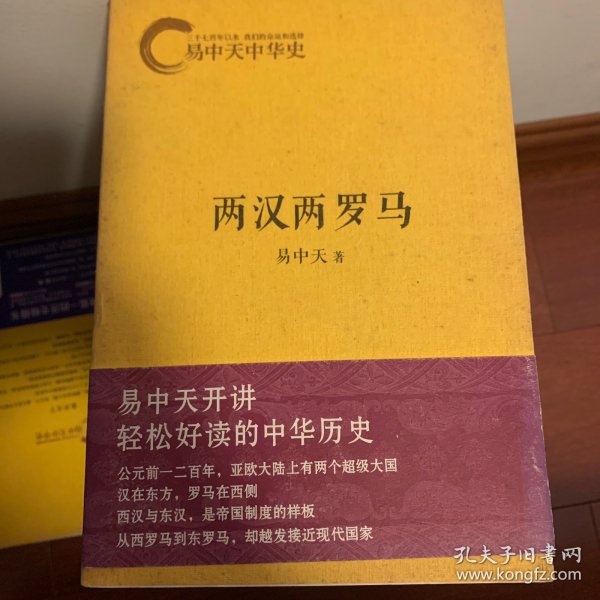 三千七百年以来 我们的命运和选择
易中天中华史
两汉两罗马
易中天 著
易中天开讲
轻松好读的中华历史
公元前一二百年，亚欧大陆上有两个超级大国
汉在东方，罗马在西侧
西汉与东汉，是帝国制度的样板
从西罗马到东罗马，却越发接近现代国家
孔夫子旧书网
www.kongfz.com